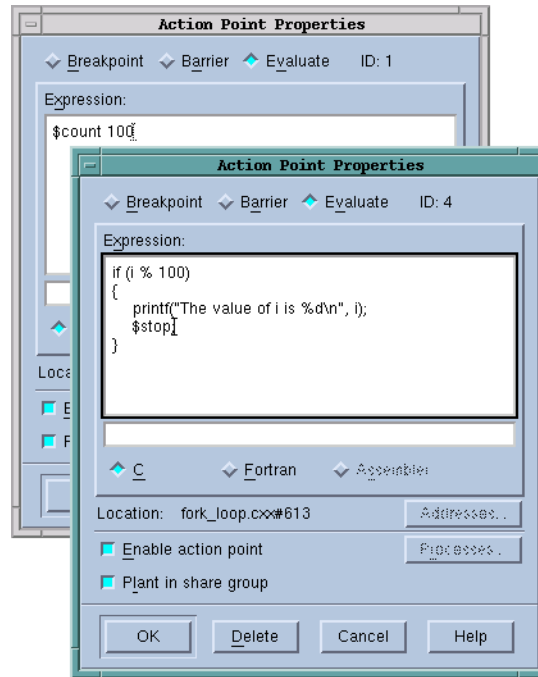 Action Point Properties
Breakpoint Barrier Evaluate ID: 1
Expression:
$count 100
Loca
E
P
Action Point Properties
Breakpoint Barrier Evaluate ID: 4
Expression:
if (i % 100)
{
printf("The value of i is %d\n", i);
$stop;
}
C Fortran Assembler
Location: fork_loop.cxx#613 Addresses...
Enable action point Processes...
Plant in share group
OK Delete Cancel Help